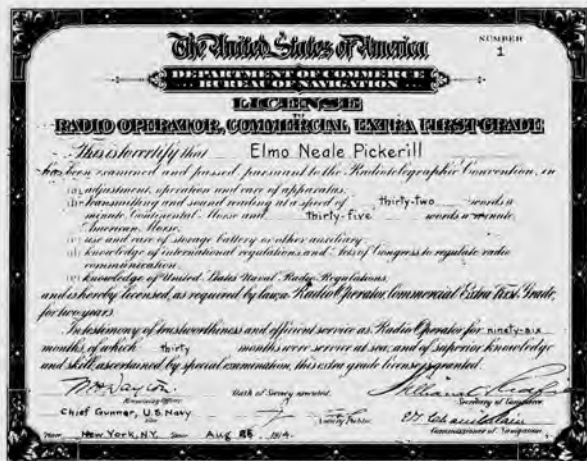 The United States of America
NUMBER
1
DEPARTMENT OF COMMERCE
BUREAU OF NAVIGATION
LICENSE
TO
RADIO OPERATOR, COMMERCIAL EXTRA FIRST GRADE
This is to certify that Elmo Neale Pickerill
has been examined and passed, pursuant to the Radiotelegraphic Convention, in
(a) adjustment, operation and care of apparatus.
(b) transmitting and sound reading at a speed of thirty-two words a
minute Continental Morse and thirty-five words a minute
American Morse.
(c) use and care of storage battery or other auxiliary.
(d) knowledge of international regulations and Acts of Congress to regulate radio
communication.
(e) knowledge of United States Naval Radio Regulations.
and is hereby licensed, as required by law, a Radio Operator, Commercial Extra First Grade,
for two years.
In testimony of trustworthiness and efficient service as Radio Operator for ninety-six
months, of which thirty months were service at sea, and of superior knowledge
and skill, ascertained by special examination, this extra grade license is granted.
Oath of Secrecy executed.
Examining Officer
Secretary of Commerce
Chief Gunner, U.S. Navy
Notary Public
Commissioner of Navigation
Place New York, N.Y. Date Aug 1914.